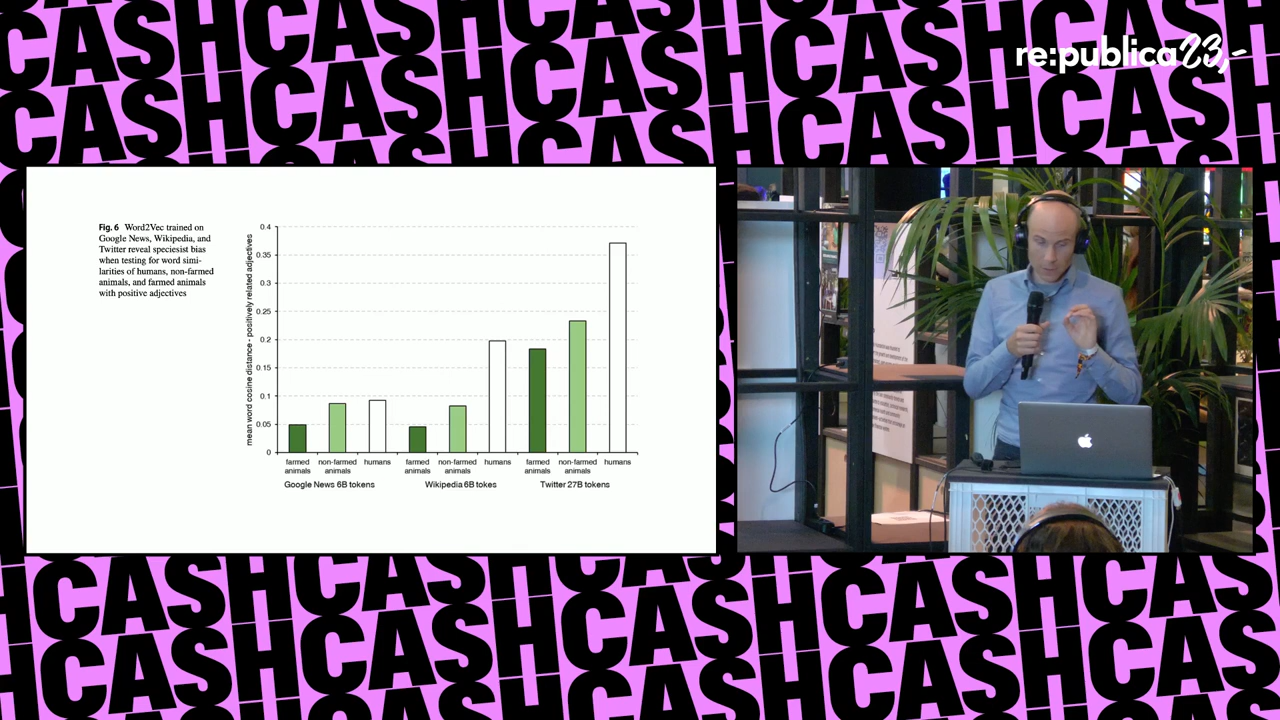 CASHCASHCASHCASHCASH
CASHCASHCASHCASHCASH
re:publica23,-
Fig. 6 Word2Vec trained on
Google News, Wikipedia, and
Twitter reveal speciesist bias
when testing for word simi-
larities of humans, non-farmed
animals, and farmed animals
with positive adjectives
mean word cosine distance - positively related adjectives
0.4
0.35
0.3
0.25
0.2
0.15
0.1
0.05
0
farmed animals
non-farmed animals
humans
farmed animals
non-farmed animals
humans
farmed animals
non-farmed animals
humans
Google News 6B tokens
Wikipedia 6B tokes
Twitter 27B tokens
CASHCASHCASHCASHCASH
CASHCASHCASHCASHCASH